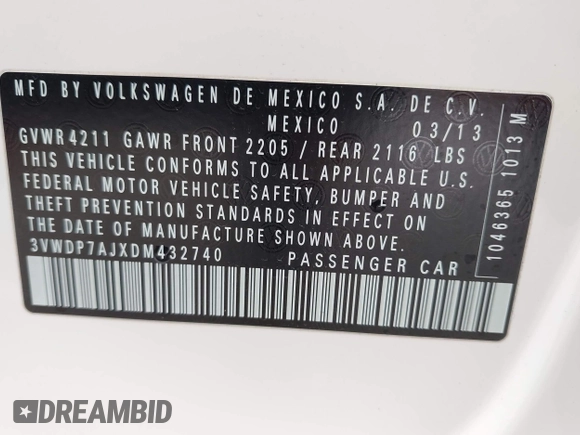 MFD BY VOLKSWAGEN DE MEXICO S.A. DE C.V.
MEXICO 03/13
GVWR4211 GAWR FRONT 2205 / REAR 2116 LBS
THIS VEHICLE CONFORMS TO ALL APPLICABLE U.S.
FEDERAL MOTOR VEHICLE SAFETY, BUMPER AND
THEFT PREVENTION STANDARDS IN EFFECT ON
THE DATE OF MANUFACTURE SHOWN ABOVE.
3VWDP7AJXDM432740 PASSENGER CAR
1046365 1013 M
DREAMBID